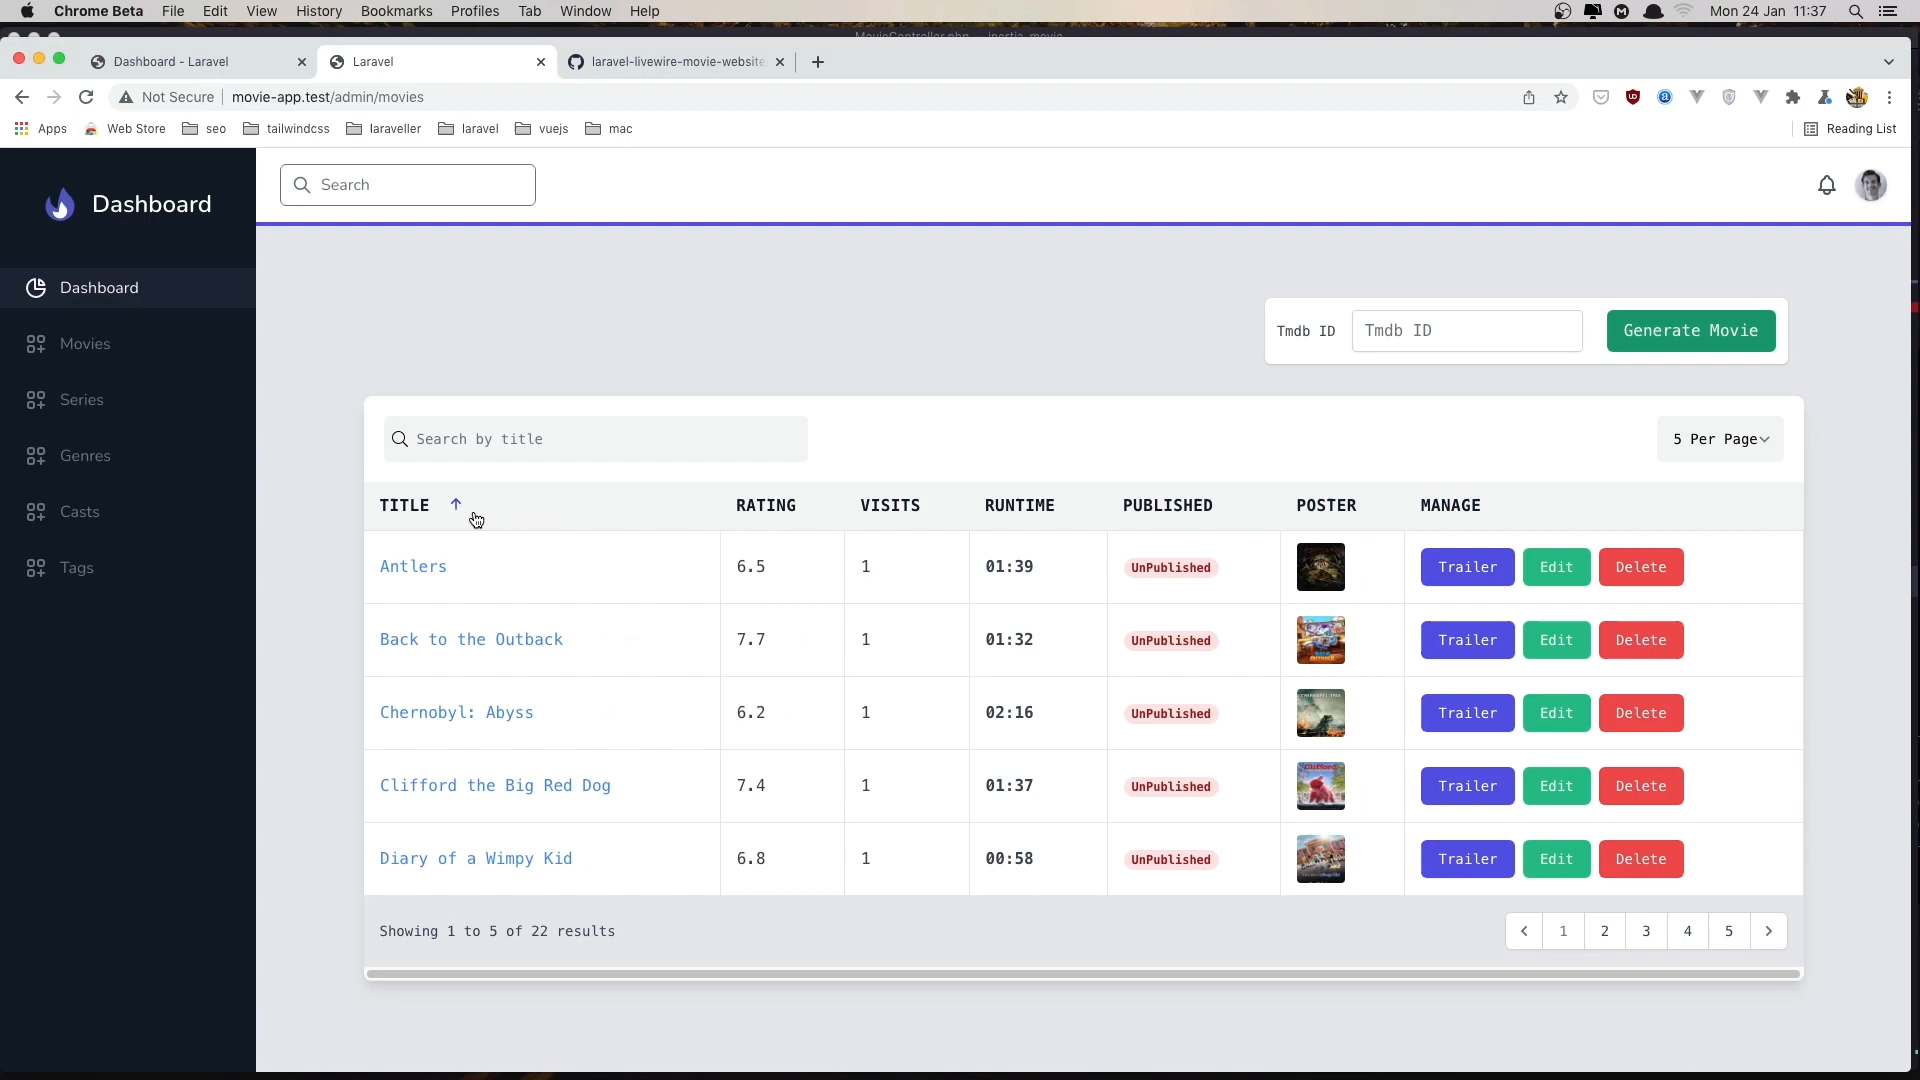 Chrome Beta File Edit View History Bookmarks Profiles Tab Window Help Mon 24 Jan 11:37
MovieController.php — inertia-movie
Dashboard - Laravel Laravel laravel-livewire-movie-website
Not Secure movie-app.test/admin/movies
Apps Web Store seo tailwindcss laraveller laravel vuejs mac Reading List
Dashboard
Search
Dashboard
Movies
Series
Genres
Casts
Tags
Tmdb ID Tmdb ID Generate Movie
Search by title 5 Per Page
TITLE RATING VISITS RUNTIME PUBLISHED POSTER MANAGE
Antlers 6.5 1 01:39 UnPublished Trailer Edit Delete
Back to the Outback 7.7 1 01:32 UnPublished Trailer Edit Delete
Chernobyl: Abyss 6.2 1 02:16 UnPublished Trailer Edit Delete
Clifford the Big Red Dog 7.4 1 01:37 UnPublished Trailer Edit Delete
Diary of a Wimpy Kid 6.8 1 00:58 UnPublished Trailer Edit Delete
Showing 1 to 5 of 22 results 1 2 3 4 5